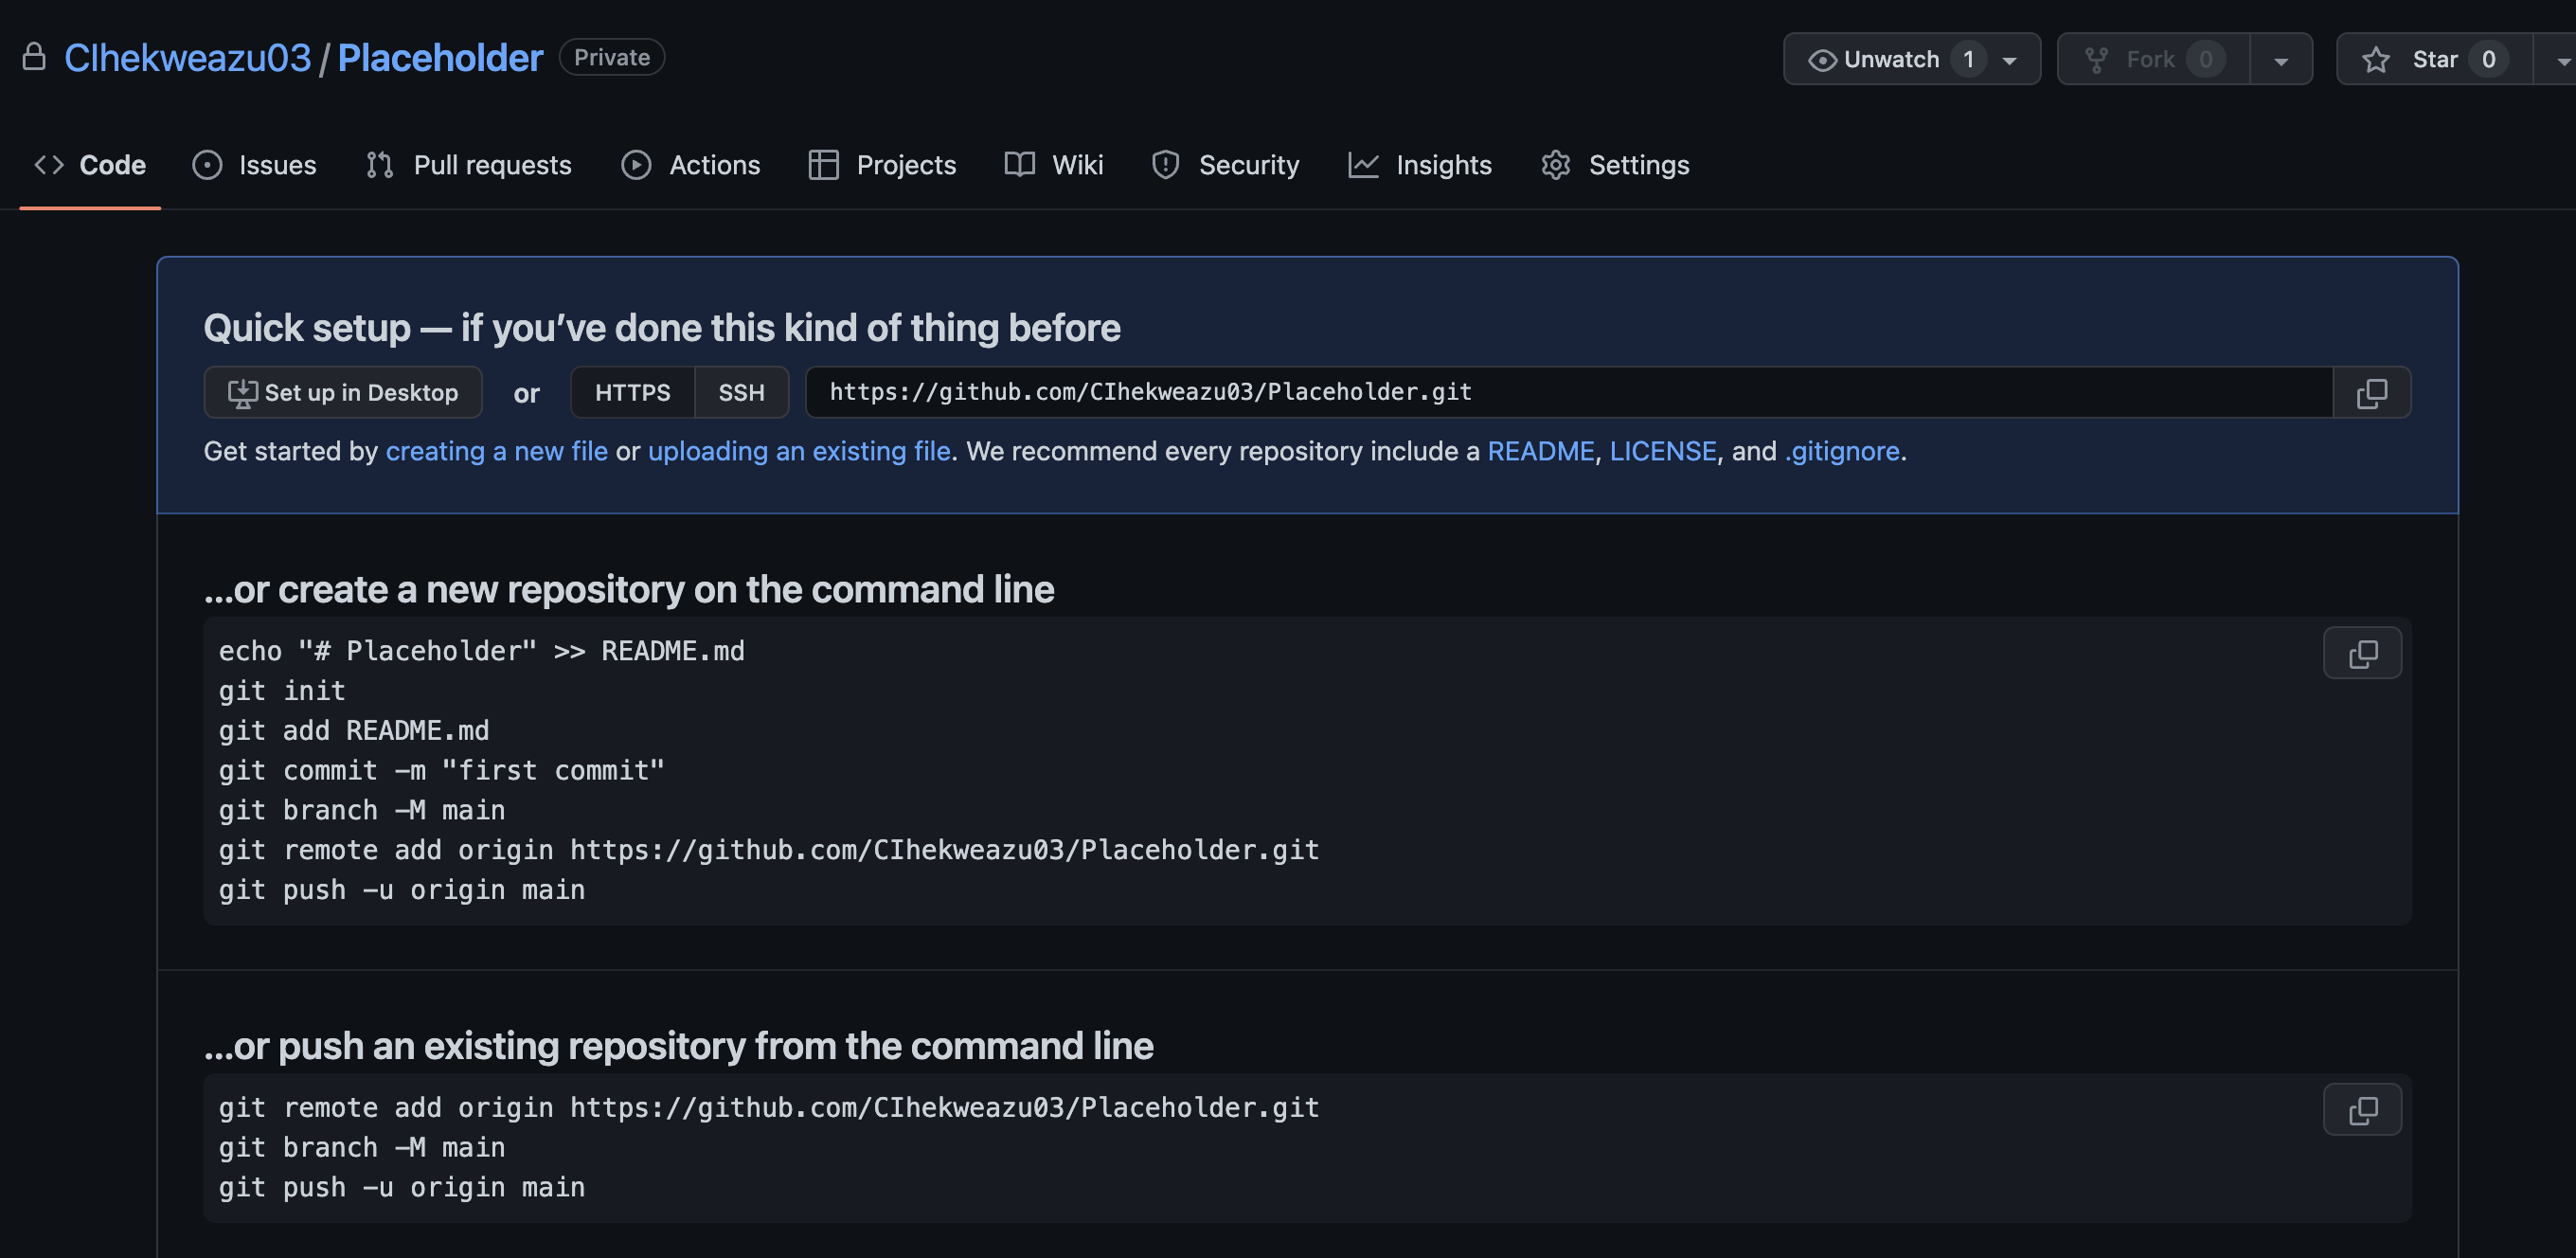 CIhekweazu03 / Placeholder Private
Unwatch 1 Fork 0 Star 0
Code Issues Pull requests Actions Projects Wiki Security Insights Settings
Quick setup — if you’ve done this kind of thing before
Set up in Desktop or HTTPS SSH https://github.com/CIhekweazu03/Placeholder.git
Get started by creating a new file or uploading an existing file. We recommend every repository include a README, LICENSE, and .gitignore.
…or create a new repository on the command line
echo "# Placeholder" >> README.md
git init
git add README.md
git commit -m "first commit"
git branch -M main
git remote add origin https://github.com/CIhekweazu03/Placeholder.git
git push -u origin main
…or push an existing repository from the command line
git remote add origin https://github.com/CIhekweazu03/Placeholder.git
git branch -M main
git push -u origin main